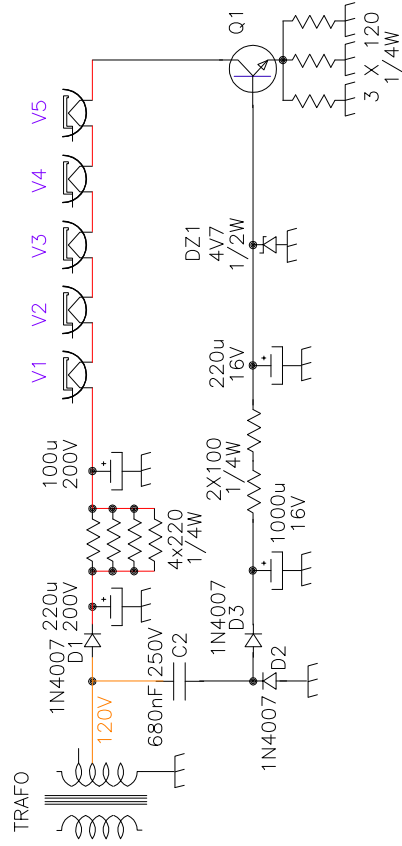 TRAFO
120V
1N4007
D1
220u
200V
4x220
1/4W
100u
200V
V1
V2
V3
V4
V5
Q1
3 X 120
1/4W
680nF 250V
C2
1N4007
D2
1N4007
D3
1000u
16V
2X100
1/4W
220u
16V
DZ1
4V7
1/2W